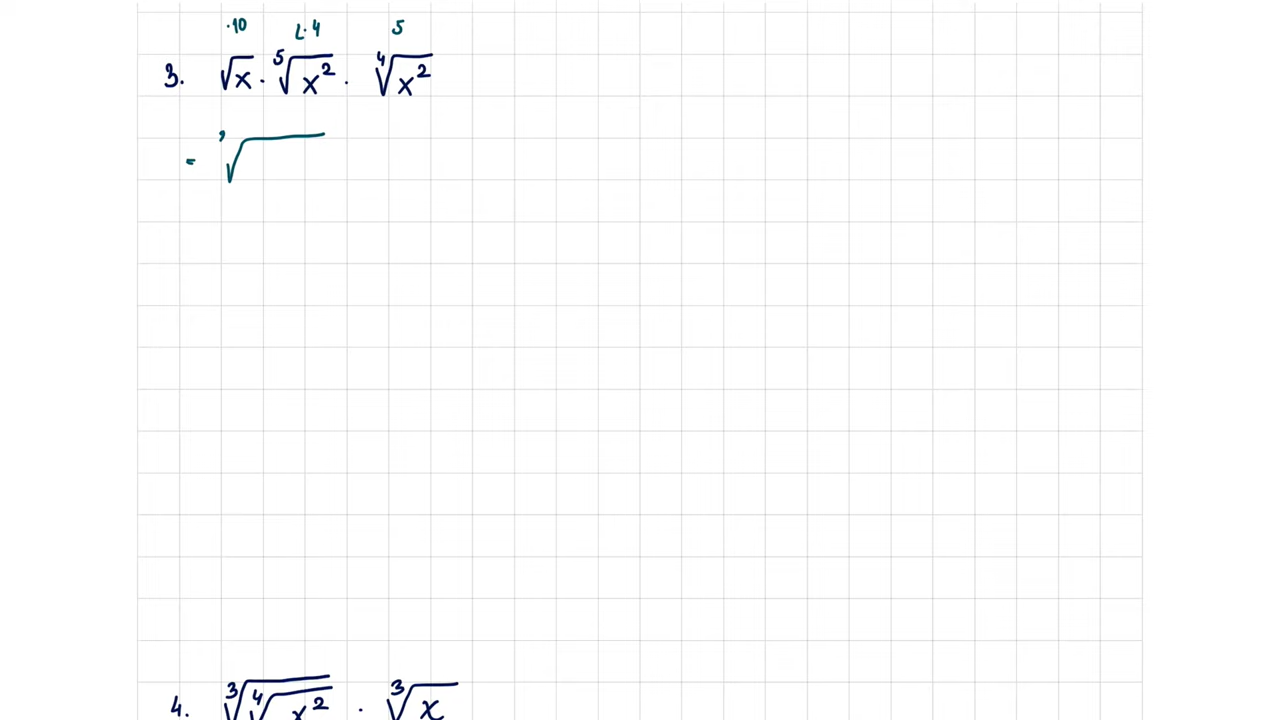 ·10 2·4 5
3. √x · ⁵√x² · ⁴√x²
= √
4. ³√⁴√x² · ³√x